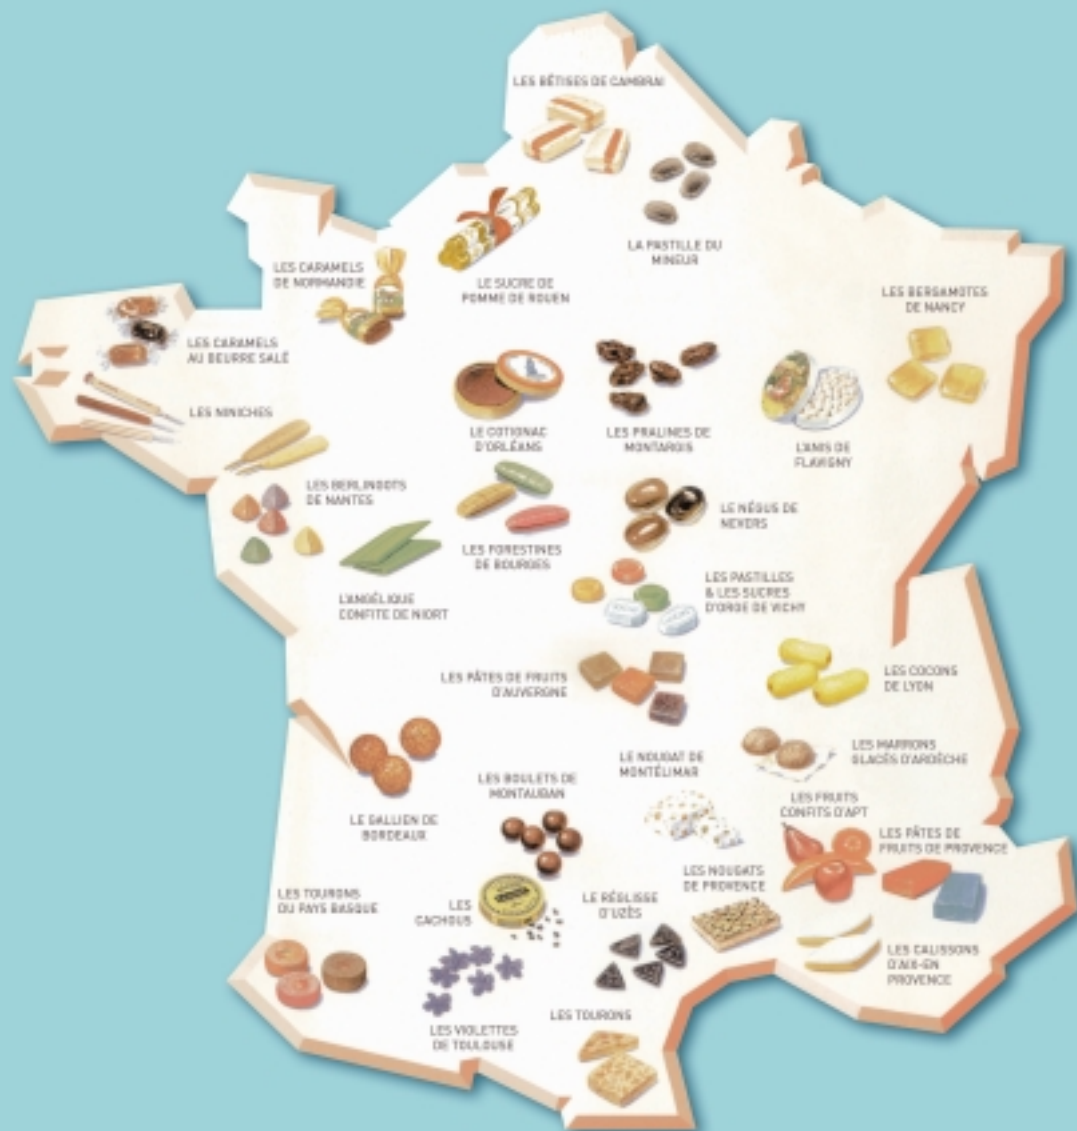 LES BÊTISES DE CAMBRAI
LA PASTILLE DU
MINEUR
LE SUCRE DE
POMME DE ROUEN
LES CARAMELS
DE NORMANDIE
LES BERGAMOTES
DE NANCY
LES CARAMELS
AU BEURRE SALÉ
LES NINICHES
LE COTIGNAC
D'ORLÉANS
LES PRALINES DE
MONTARGIS
L'ANIS DE
FLAVIGNY
LES BERLINGOTS
DE NANTES
LE NÉGUS DE
NEVERS
LES FORESTINES
DE BOURGES
L'ANGÉLIQUE
CONFITE DE NIORT
LES PASTILLES
& LES SUCRES
D'ORGE DE VICHY
LES PÂTES DE FRUITS
D'AUVERGNE
LES COCONS
DE LYON
LE NOUGAT DE
MONTÉLIMAR
LES MARRONS
GLACÉS D'ARDÈCHE
LES BOULETS DE
MONTAUBAN
LE GALLIEN DE
BORDEAUX
LES FRUITS
CONFITS D'APT
LES PÂTES DE
FRUITS DE PROVENCE
LES NOUGATS
DE PROVENCE
LES TOURONS
DU PAYS BASQUE
LES
CACHOUS
LE RÉGLISSE
D'UZÈS
LES CALISSONS
D'AIX-EN
PROVENCE
LES VIOLETTES
DE TOULOUSE
LES TOURONS